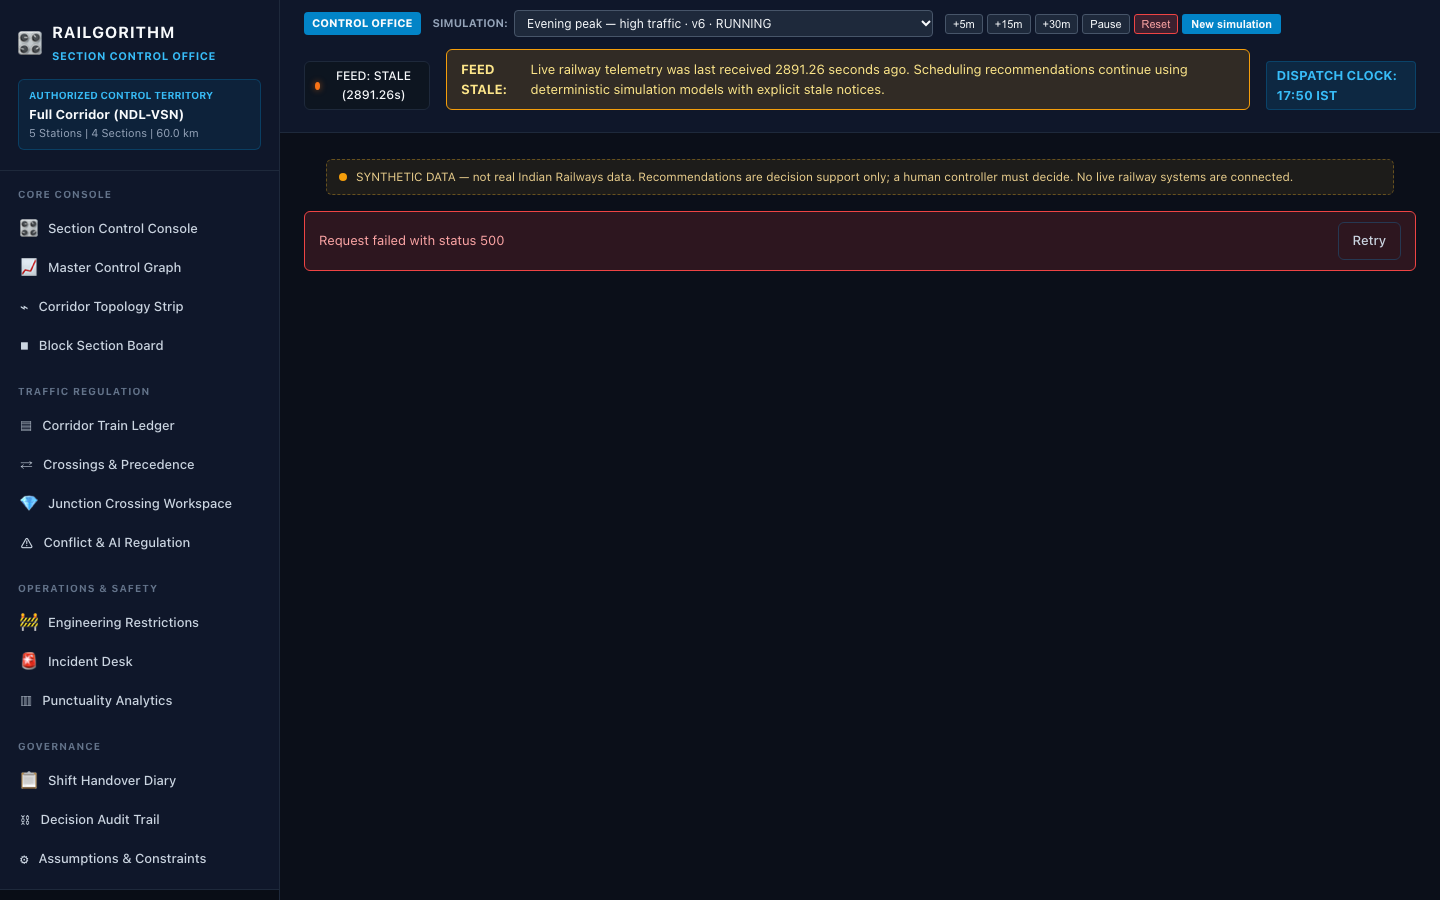 RAILGORITHM
SECTION CONTROL OFFICE
AUTHORIZED CONTROL TERRITORY
Full Corridor (NDL-VSN)
5 Stations | 4 Sections | 60.0 km
CORE CONSOLE
Section Control Console
Master Control Graph
Corridor Topology Strip
Block Section Board
TRAFFIC REGULATION
Corridor Train Ledger
Crossings & Precedence
Junction Crossing Workspace
Conflict & AI Regulation
OPERATIONS & SAFETY
Engineering Restrictions
Incident Desk
Punctuality Analytics
GOVERNANCE
Shift Handover Diary
Decision Audit Trail
Assumptions & Constraints
CONTROL OFFICE SIMULATION: Evening peak — high traffic · v6 · RUNNING +5m +15m +30m Pause Reset New simulation
FEED: STALE
(2891.26s)
FEED
STALE:
Live railway telemetry was last received 2891.26 seconds ago. Scheduling recommendations continue using
deterministic simulation models with explicit stale notices.
DISPATCH CLOCK:
17:50 IST
SYNTHETIC DATA — not real Indian Railways data. Recommendations are decision support only; a human controller must decide. No live railway systems are connected.
Request failed with status 500
Retry